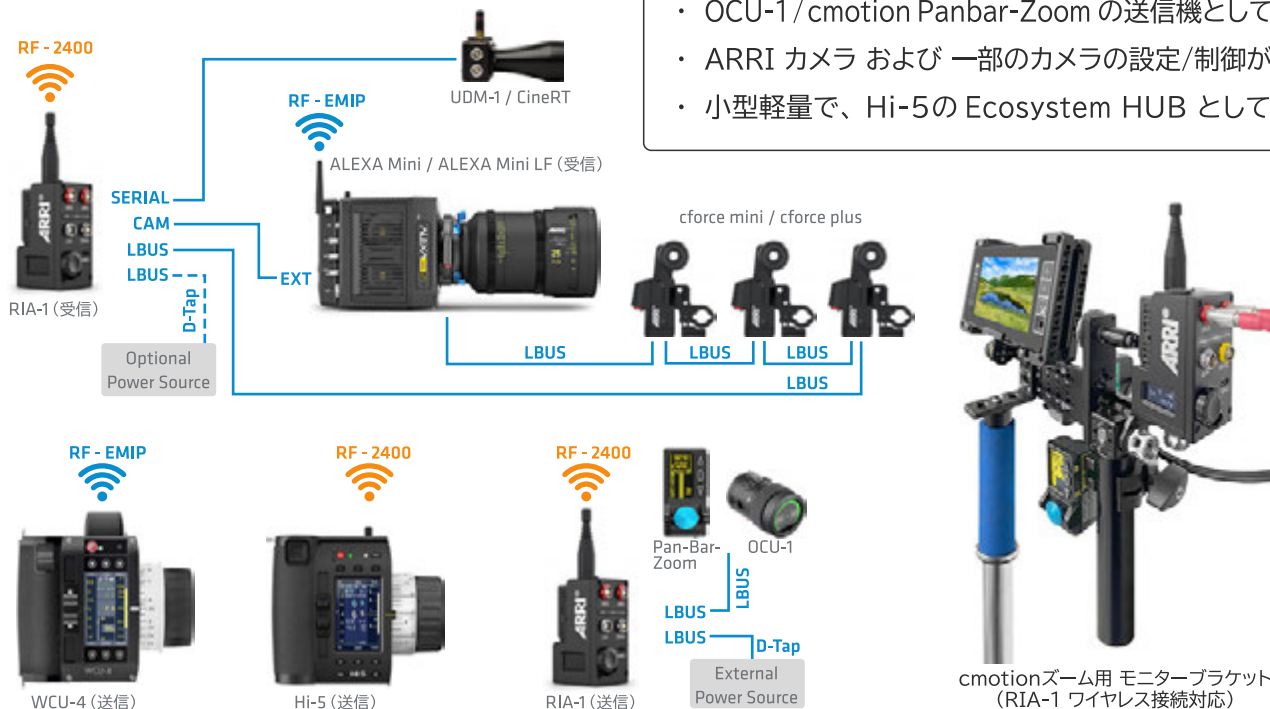 ・ OCU-1/cmotion Panbar-Zoom の送信機として
・ ARRI カメラ および 一部のカメラの設定/制御が
・ 小型軽量で、Hi-5の Ecosystem HUB として
RF - 2400
UDM-1 / CineRT
RF - EMIP
ALEXA Mini / ALEXA Mini LF (受信)
ARRI
SERIAL
CAM
LBUS
LBUS
D-Tap
EXT
RIA-1 (受信)
Optional
Power Source
cforce mini / cforce plus
LBUS
LBUS
LBUS
LBUS
ARRI
RF - EMIP
RF - 2400
RF - 2400
Pan-Bar-
Zoom
OCU-1
LBUS
LBUS
LBUS
D-Tap
External
Power Source
ARRI
WCU-4
WCU-4 (送信)
Hi-5 (送信)
RIA-1 (送信)
cmotionズーム用 モニターブラケット
(RIA-1 ワイヤレス接続対応)